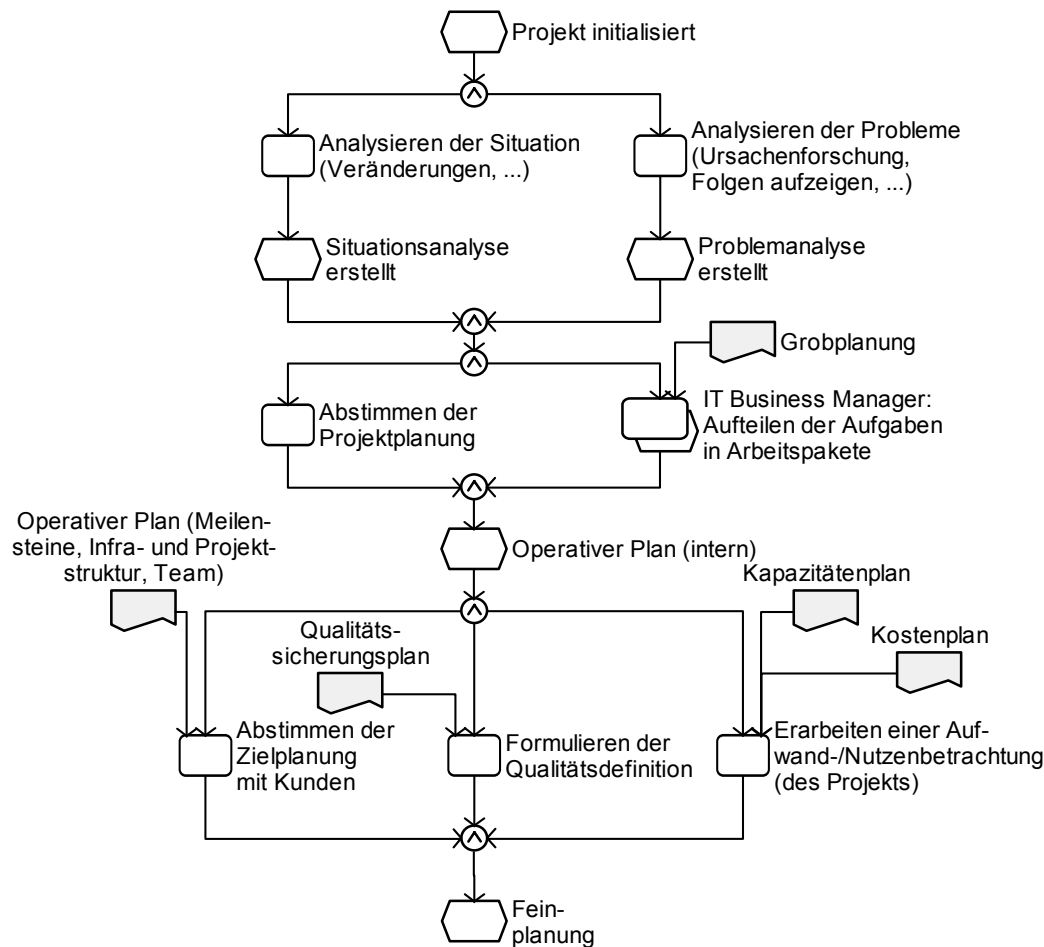 Projekt initialisiert
Analysieren der Situation
(Veränderungen, ...)
Analysieren der Probleme
(Ursachenforschung,
Folgen aufzeigen, ...)
Situationsanalyse
erstellt
Problemanalyse
erstellt
Grobplanung
Abstimmen der
Projektplanung
IT Business Manager:
Aufteilen der Aufgaben
in Arbeitspakete
Operativer Plan (Meilen-
steine, Infra- und Projekt-
struktur, Team)
Operativer Plan (intern)
Kapazitätenplan
Qualitäts-
sicherungsplan
Kostenplan
Abstimmen der
Zielplanung
mit Kunden
Formulieren der
Qualitätsdefinition
Erarbeiten einer Auf-
wand-/Nutzenbetrachtung
(des Projekts)
Fein-
planung